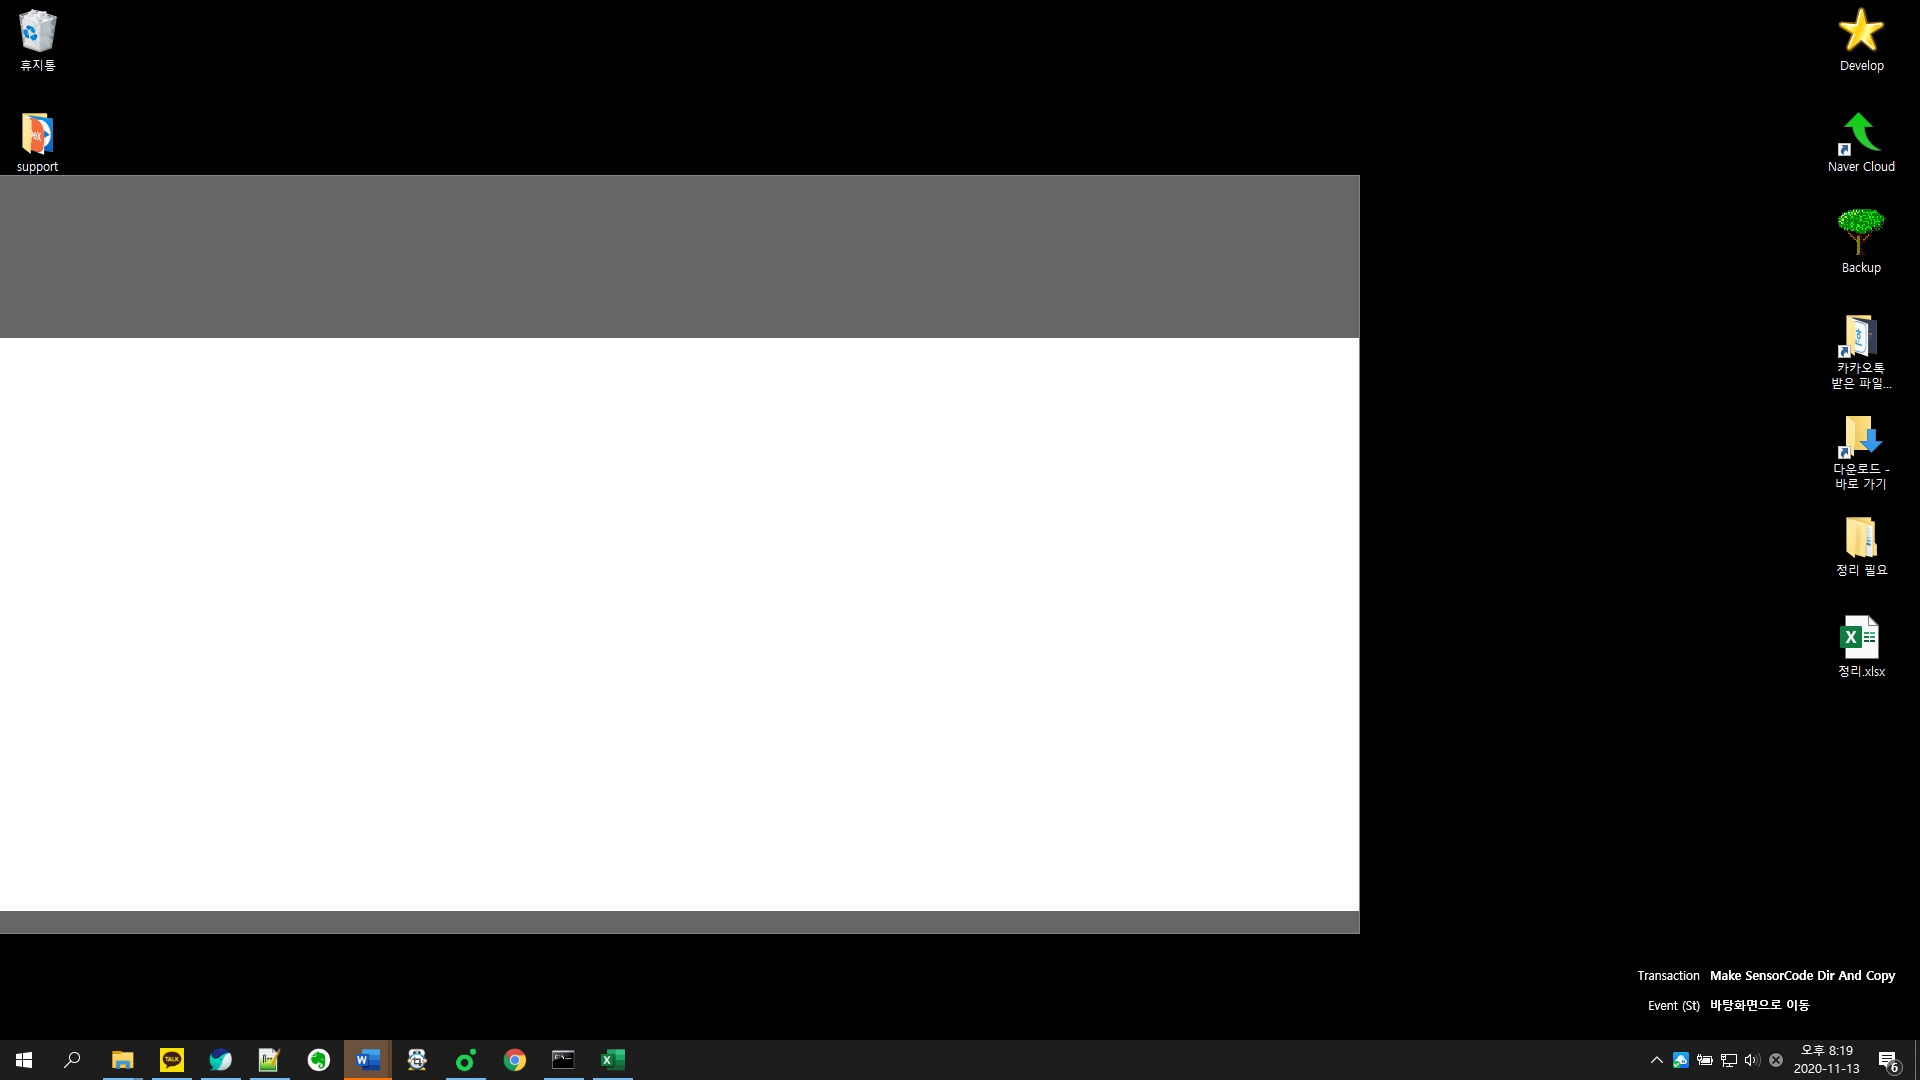 휴지통
support
Develop
Naver Cloud
Backup
카카오톡
받은 파일...
다운로드 -
바로 가기
정리 필요
정리.xlsx
Transaction Make SensorCode Dir And Copy
Event (St) 바탕화면으로 이동
TALK
오후 8:19
2020-11-13
6